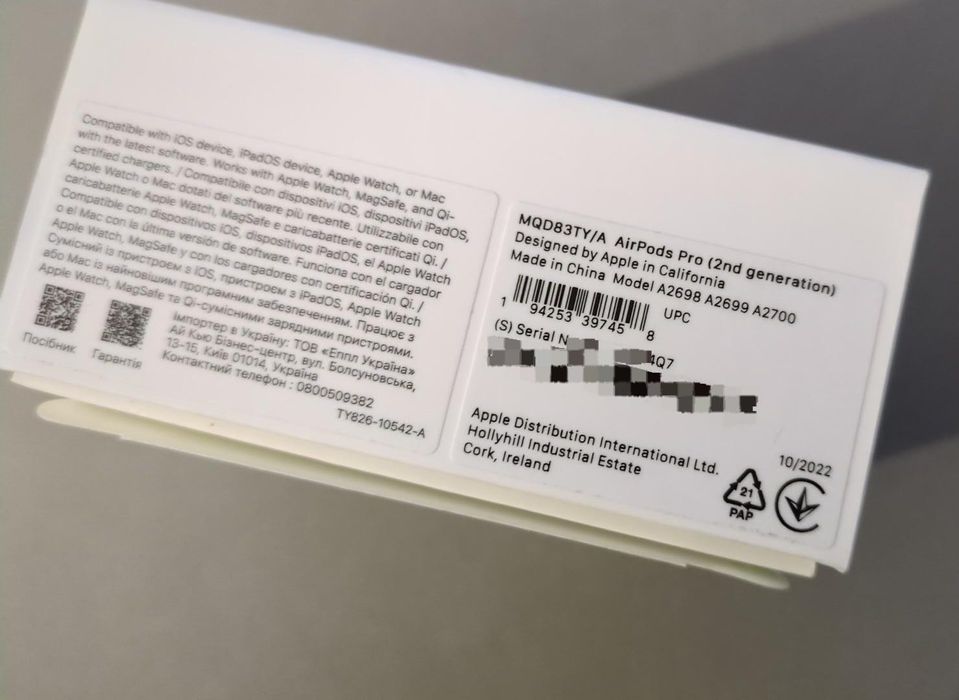 Compatible with iOS device, iPadOS device, Apple Watch, or Mac
with the latest software. Works with Apple Watch, MagSafe, and Qi-
certified chargers. / Compatibile con dispositivi iOS, dispositivi iPadOS,
Apple Watch o Mac dotati del software più recente. Utilizzabile con
caricabatterie Apple Watch, MagSafe e caricabatterie certificati Qi. /
Compatible con dispositivos iOS, dispositivos iPadOS, el Apple Watch
o el Mac con la última versión de software. Funciona con el cargador
Apple Watch, MagSafe y con los cargadores con certificación Qi. /
Сумісний із пристроєм з iOS, пристроєм з iPadOS, Apple Watch
або Mac із найновішим програмним забезпеченням. Працює з
Apple Watch, MagSafe та Qi-сумісними зарядними пристроями.
Імпортер в Україну: ТОВ «Еппл Україна»
Ай Кью Бізнес-центр, вул. Болсуновська,
13-15, Київ 01014, Україна
Контактний телефон : 0800509382
Посібник
Гарантія
TY826-10542-A
MQD83TY/A AirPods Pro (2nd generation)
Designed by Apple in California
Made in China Model A2698 A2699 A2700
1 94253 39745 8 UPC
(S) Serial N
4Q7
Apple Distribution International Ltd.
Hollyhill Industrial Estate
Cork, Ireland
10/2022
21
PAP